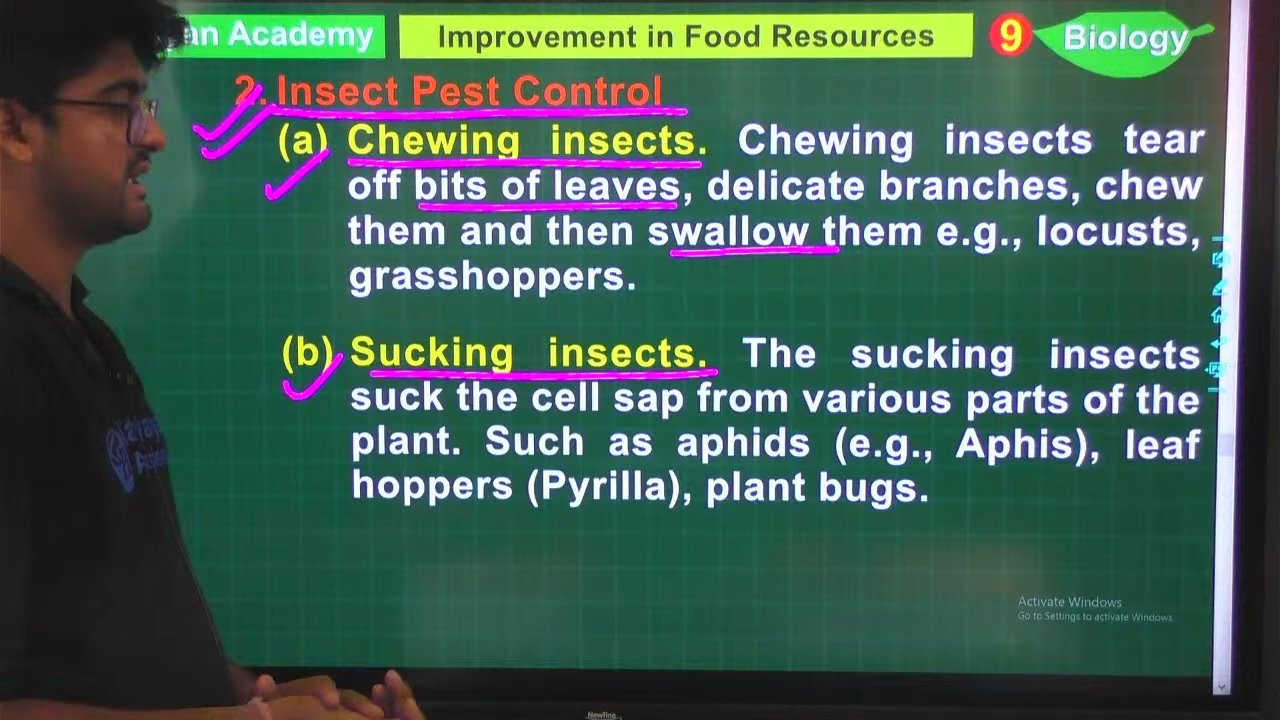 an Academy
Improvement in Food Resources
9
Biology
2. Insect Pest Control
(a) Chewing insects. Chewing insects tear
off bits of leaves, delicate branches, chew
them and then swallow them e.g., locusts,
grasshoppers.
(b) Sucking insects. The sucking insects
suck the cell sap from various parts of the
plant. Such as aphids (e.g., Aphis), leaf
hoppers (Pyrilla), plant bugs.
Activate Windows
Go to Settings to activate Windows.
Newline